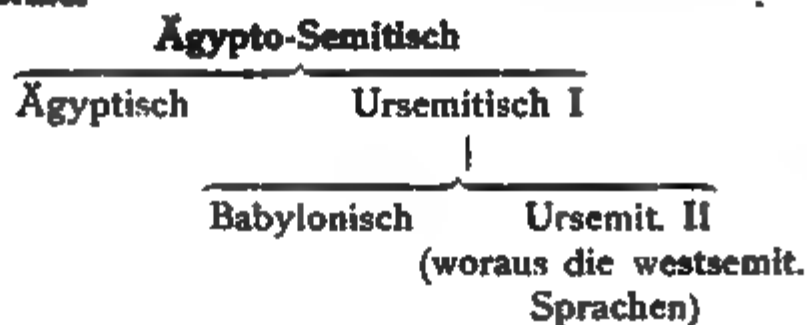 Ägypto-Semitisch
Ägyptisch Ursemitisch I
Babylonisch Ursemit. II
(woraus die westsemit.
Sprachen)